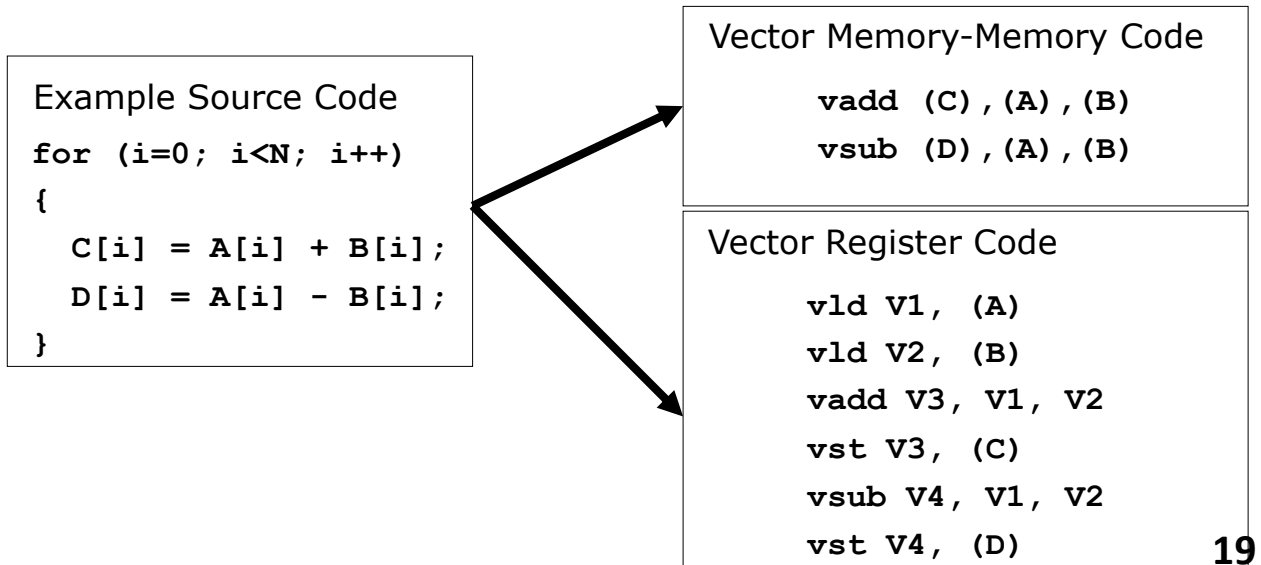 Example Source Code
for (i=0; i<N; i++)
{
C[i] = A[i] + B[i];
D[i] = A[i] - B[i];
}
Vector Memory-Memory Code
vadd (C),(A),(B)
vsub (D),(A),(B)
Vector Register Code
vld V1, (A)
vld V2, (B)
vadd V3, V1, V2
vst V3, (C)
vsub V4, V1, V2
vst V4, (D)
19